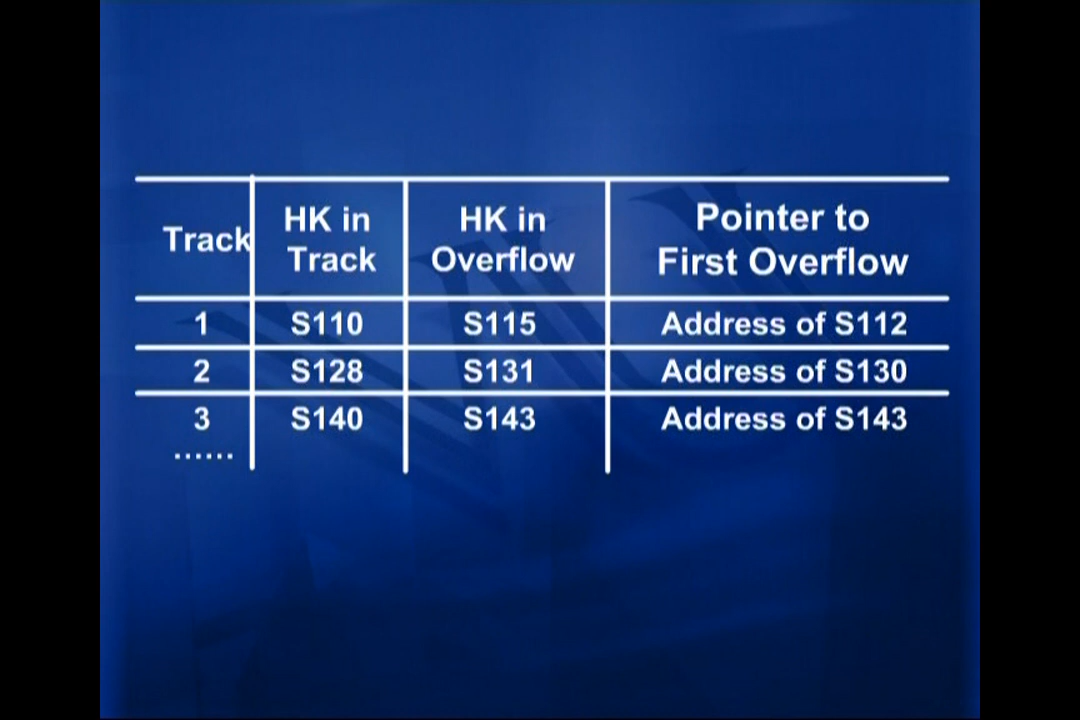 Track HK in Track HK in Overflow Pointer to First Overflow
1 S110 S115 Address of S112
2 S128 S131 Address of S130
3 S140 S143 Address of S143
......